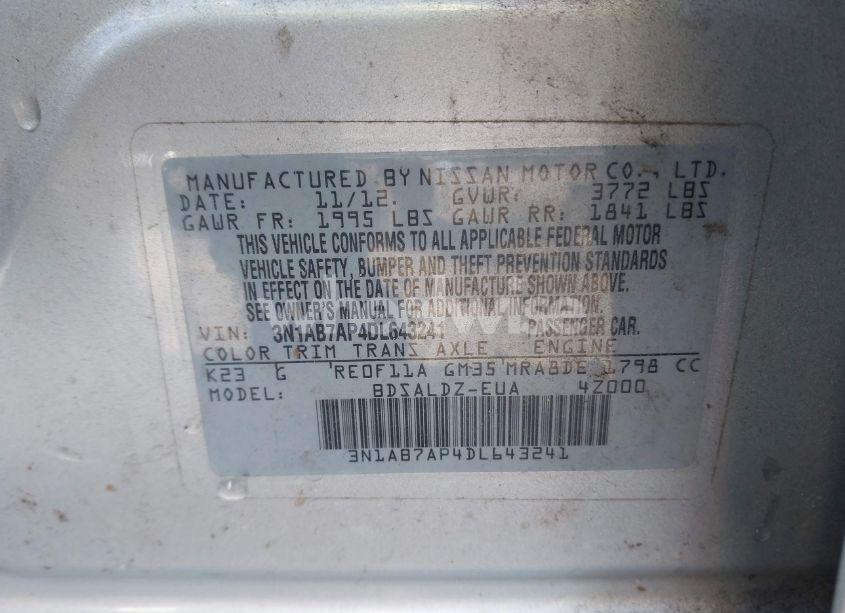 MANUFACTURED BY NISSAN MOTOR CO., LTD.
DATE: 11/12. GVWR: 3772 LBS
GAWR FR: 1995 LBS GAWR RR: 1841 LBS
THIS VEHICLE CONFORMS TO ALL APPLICABLE FEDERAL MOTOR
VEHICLE SAFETY, BUMPER AND THEFT PREVENTION STANDARDS
IN EFFECT ON THE DATE OF MANUFACTURE SHOWN ABOVE.
SEE OWNER'S MANUAL FOR ADDITIONAL INFORMATION.
VIN: 3N1AB7AP4DL643241 PASSENGER CAR.
COLOR TRIM TRANS AXLE ENGINE
K23 G RE0F11A GM35 MRA8DE 1798 CC
MODEL: BDSALDZ-EUA 4Z000
3N1AB7AP4DL643241